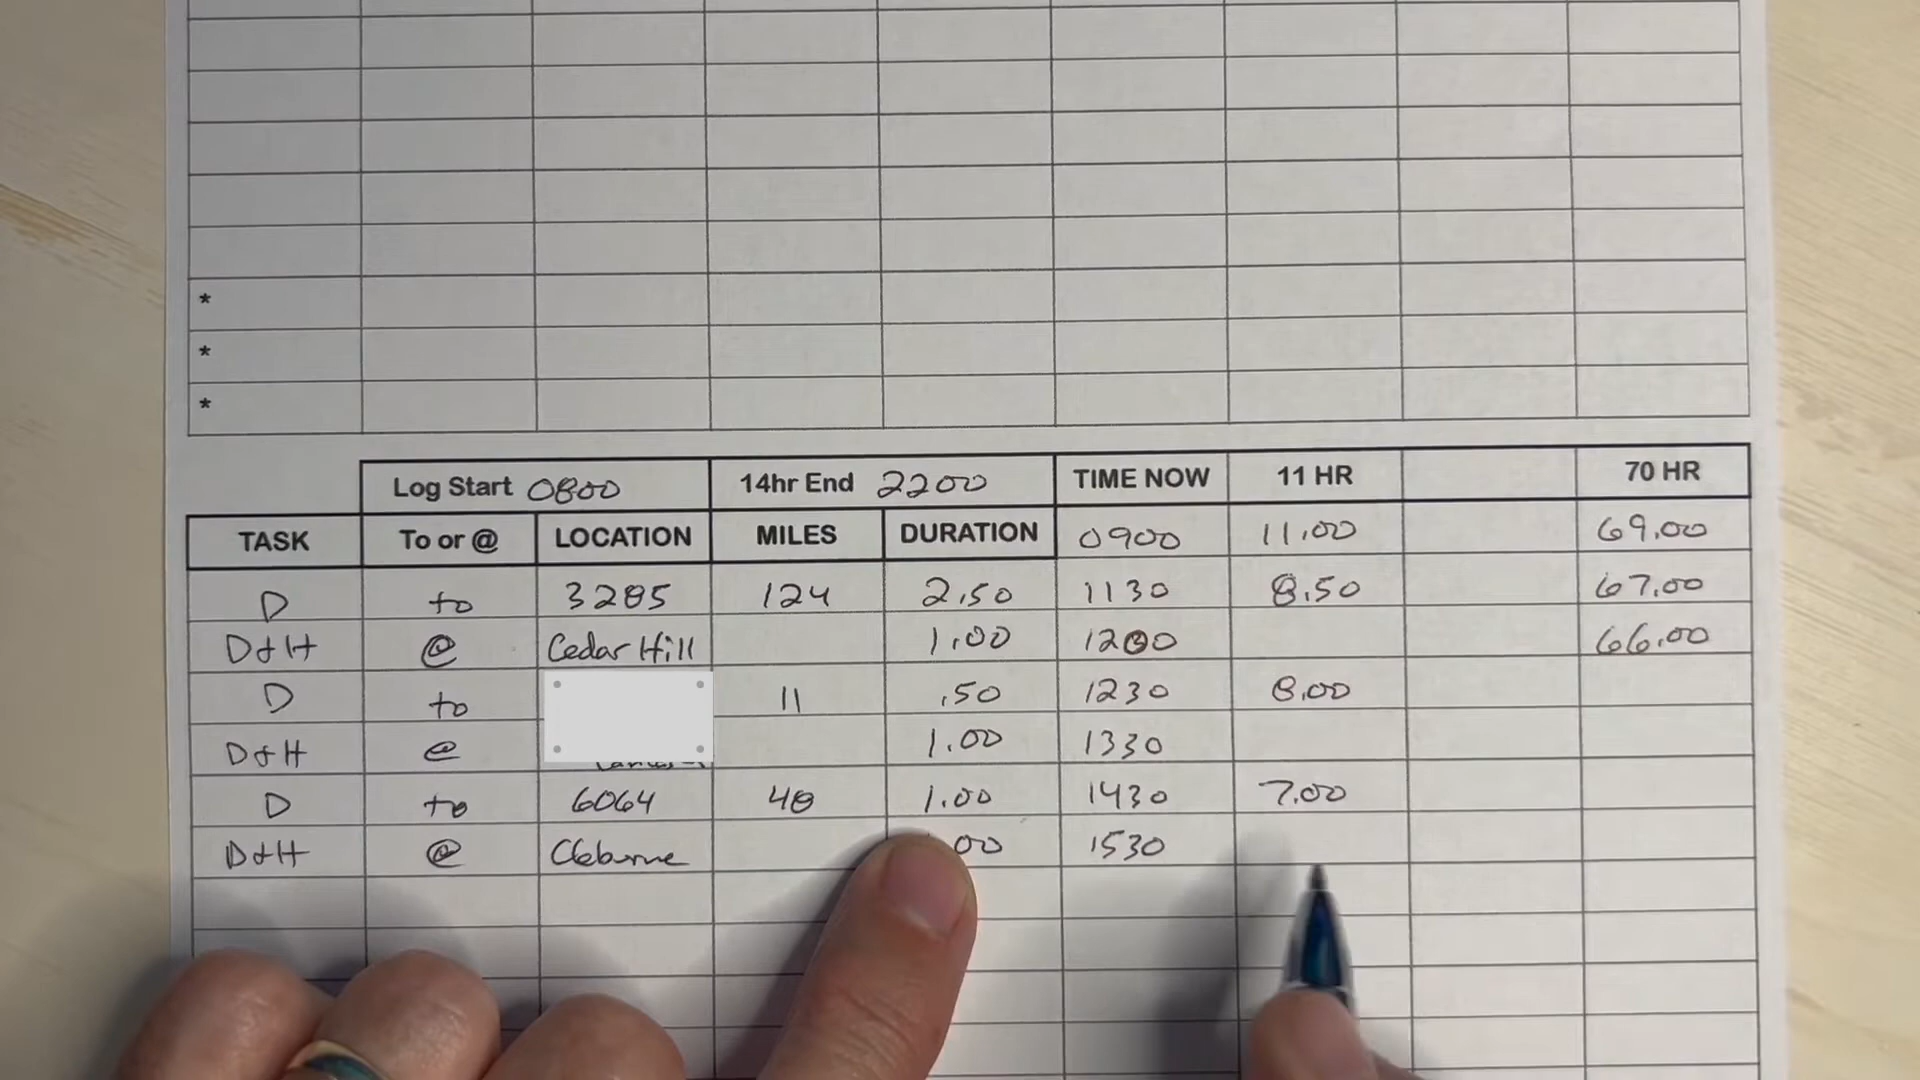 *
*
*
Log Start 0800 14hr End 2200 TIME NOW 11 HR 70 HR
TASK To or @ LOCATION MILES DURATION 0900 11.00 69.00
D to 3285 124 2.50 1130 8.50 67.00
D+H @ Cedar Hill 1.00 1200 66.00
D to 11 .50 1230 8.00
D+H @ 1.00 1330
D to 6064 48 1.00 1430 7.00
D+H @ Cleburne 00 1530